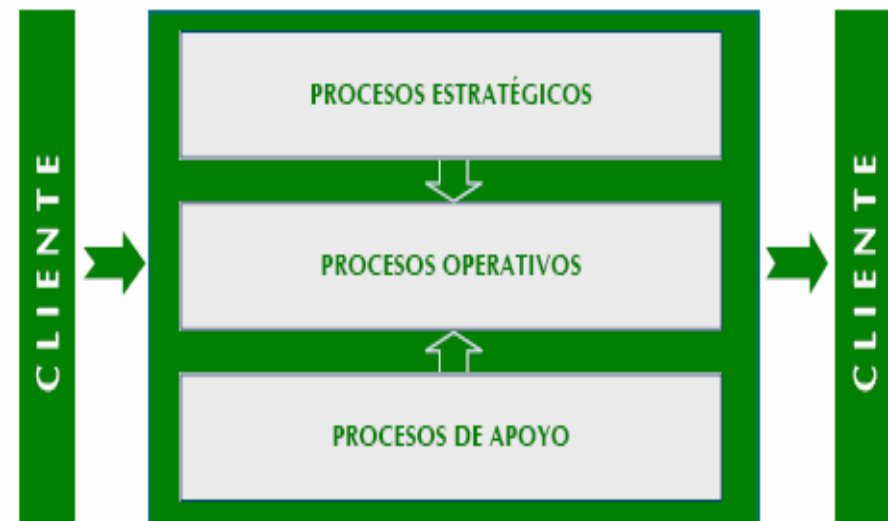 CLIENTE
PROCESOS ESTRATÉGICOS
PROCESOS OPERATIVOS
PROCESOS DE APOYO
CLIENTE